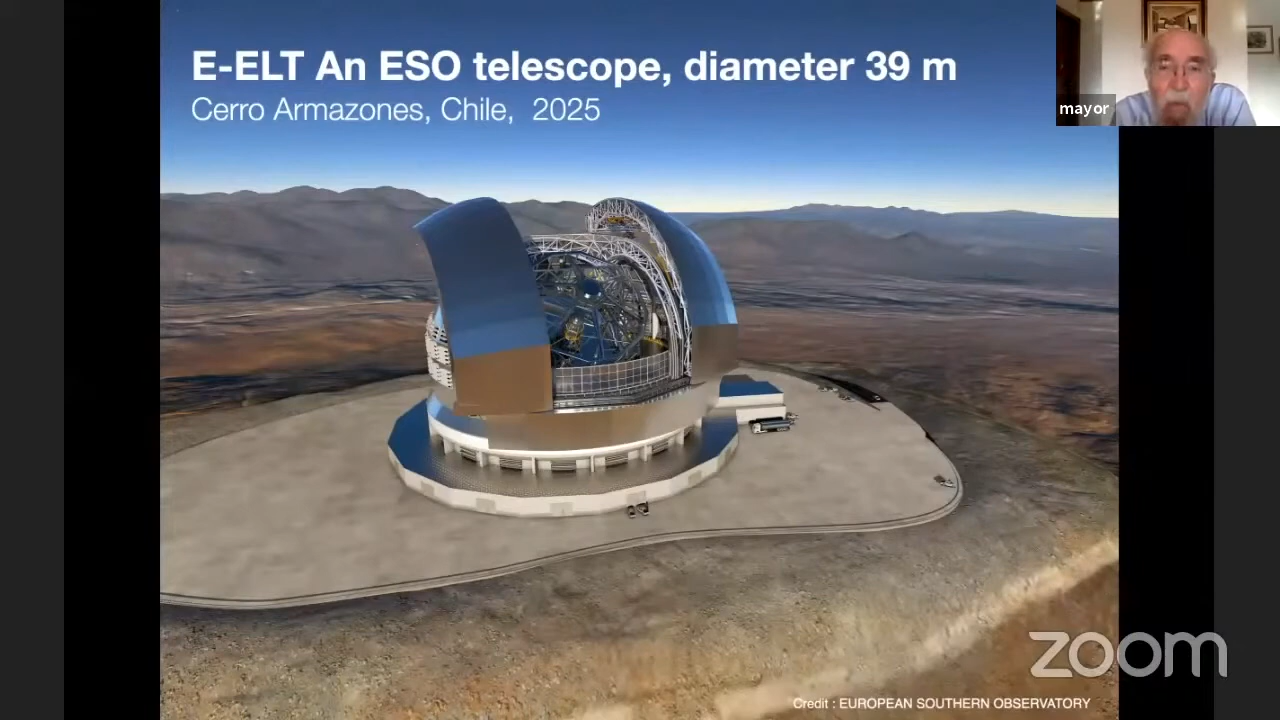 E-ELT An ESO telescope, diameter 39 m
Cerro Armazones, Chile, 2025
mayor
zoom
Credit : EUROPEAN SOUTHERN OBSERVATORY